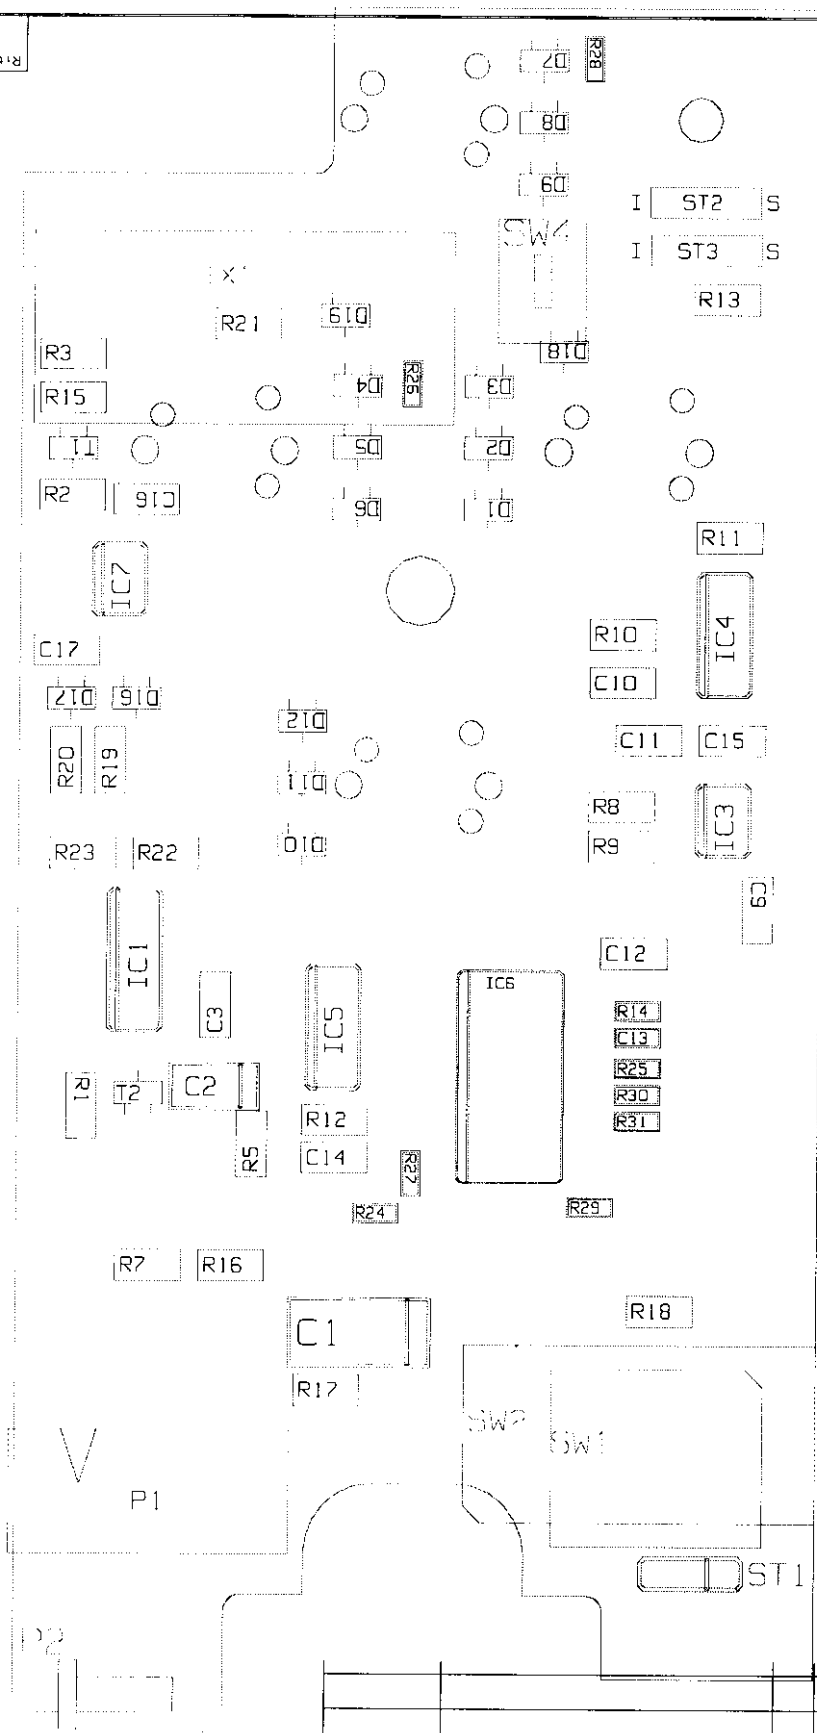 D7
R28
D8
D9
I ST2 S
SW4
I ST3 S
R13
X1
D19
R21
R3
D18
D4
R26
D3
R15
T1
D5
D2
R2
C16
D6
D1
R11
IC7
IC4
R10
C17
C10
D17
D16
D12
C11
C15
R20
R19
D11
R8
IC3
R9
R23
R22
D10
C9
IC1
C12
IC6
C3
IC5
R14
C13
R25
R1
T2
C2
R30
R12
R31
R5
C14
R27
R24
R29
R7
R16
C1
R18
R17
SW2
SW1
P1
ST1
P2